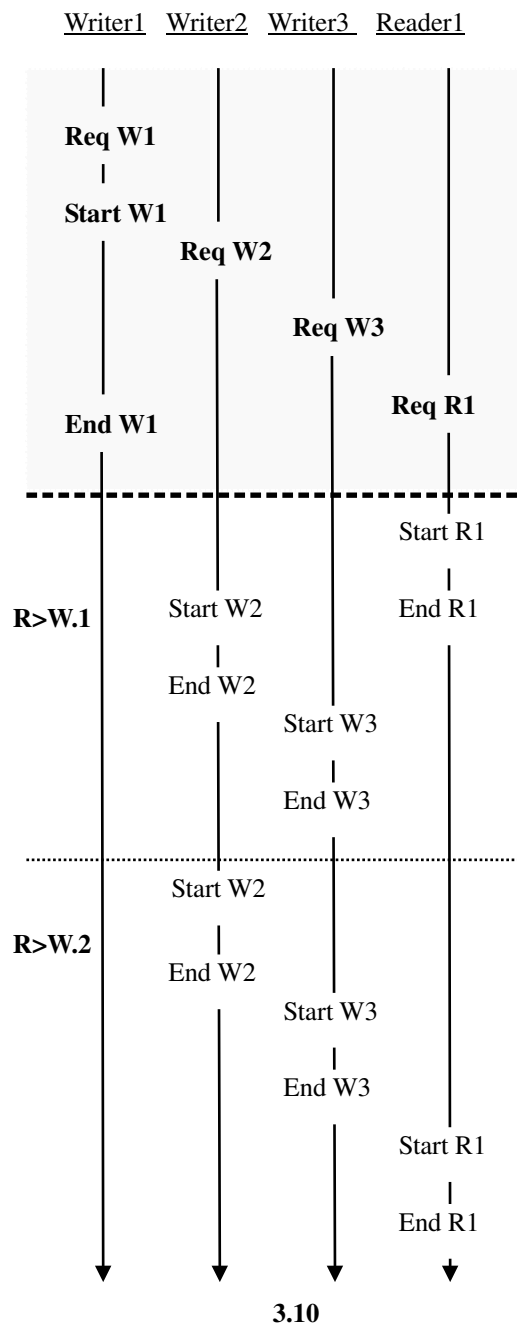 Writer1 Writer2 Writer3 Reader1
Req W1
Start W1
Req W2
Req W3
Req R1
End W1
Start R1
R>W.1 Start W2 End R1
End W2
Start W3
End W3
Start W2
R>W.2
End W2
Start W3
End W3
Start R1
End R1
3.10